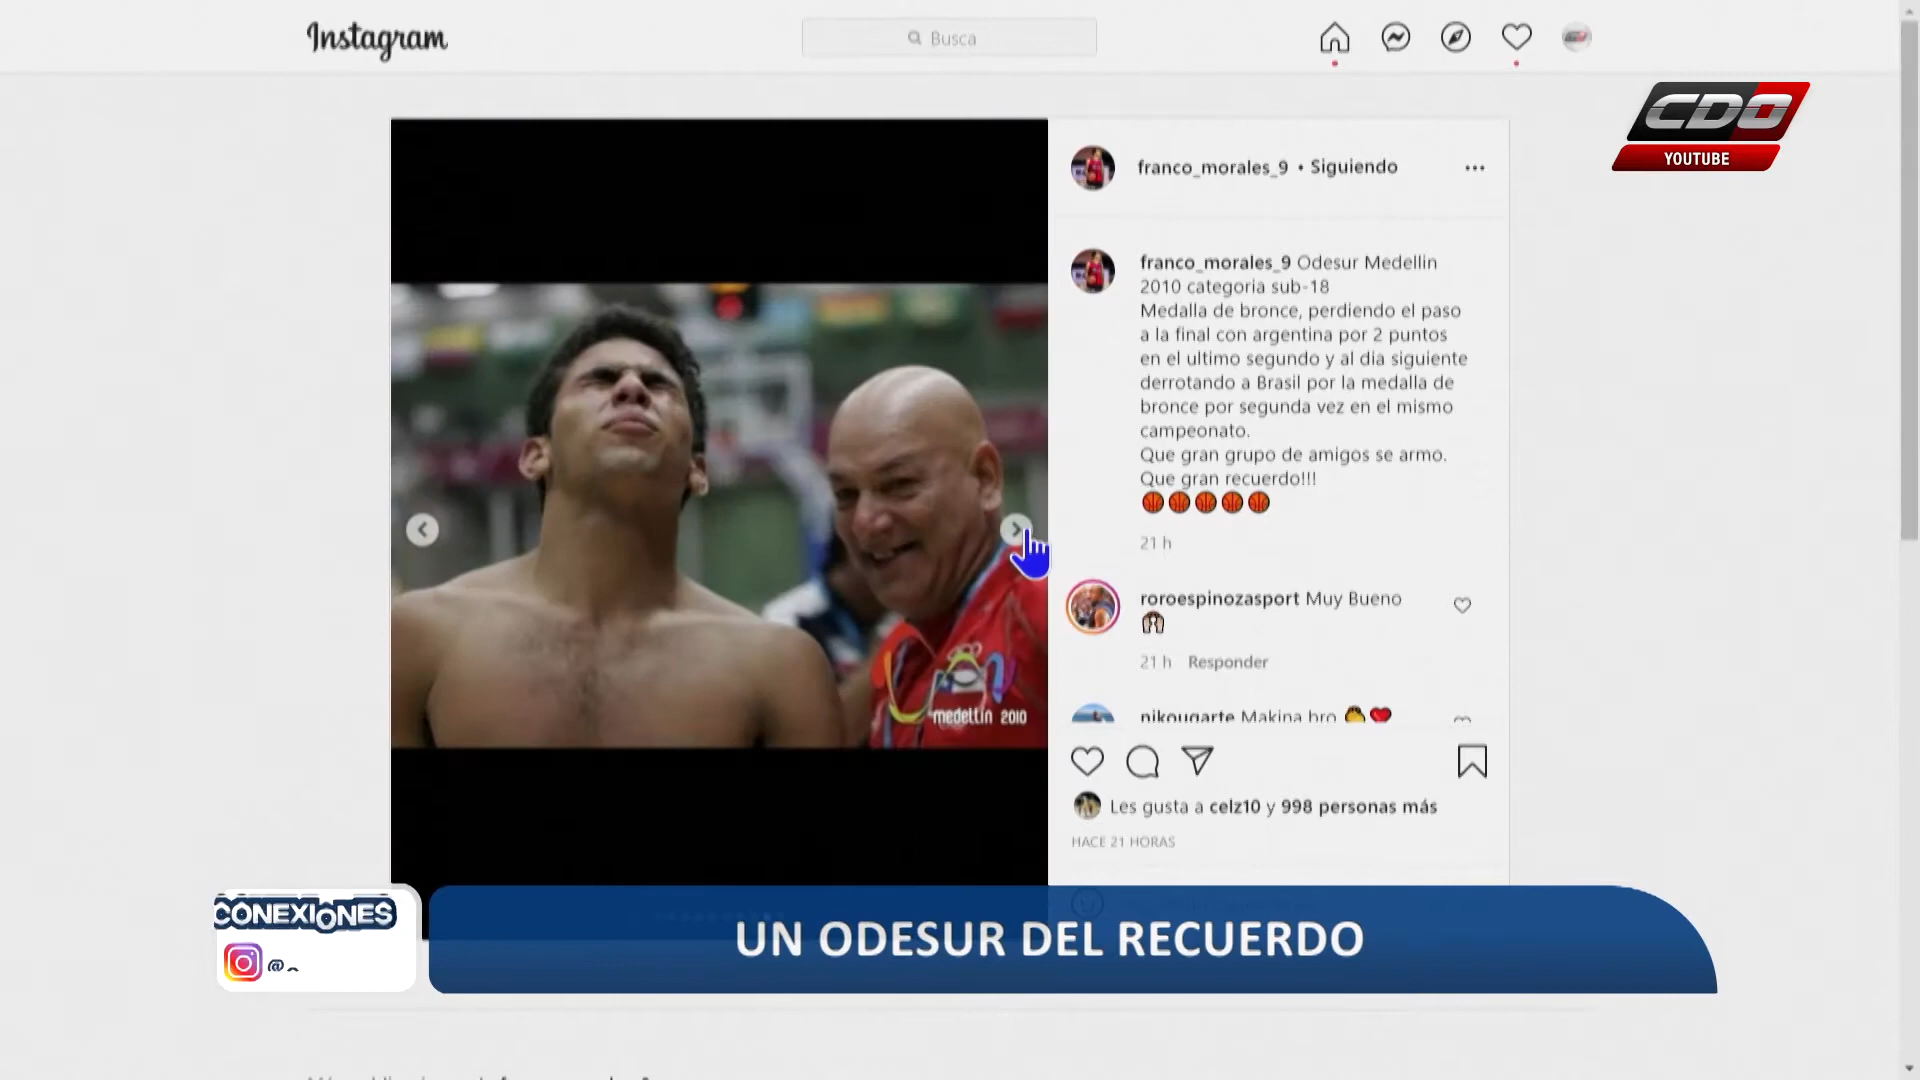 Instagram
Busca
CDO
YOUTUBE
franco_morales_9 • Siguiendo
franco_morales_9 Odesur Medellin
2010 categoria sub-18
Medalla de bronce, perdiendo el paso
a la final con argentina por 2 puntos
en el ultimo segundo y al dia siguiente
derrotando a Brasil por la medalla de
bronce por segunda vez en el mismo
campeonato.
Que gran grupo de amigos se armo.
Que gran recuerdo!!!
🏀🏀🏀🏀🏀
21 h
roroespinozasport Muy Bueno
🙌
21 h Responder
nikougarte Makina bro
medellín 2010
Les gusta a celz10 y 998 personas más
HACE 21 HORAS
CONEXIONES
@
UN ODESUR DEL RECUERDO